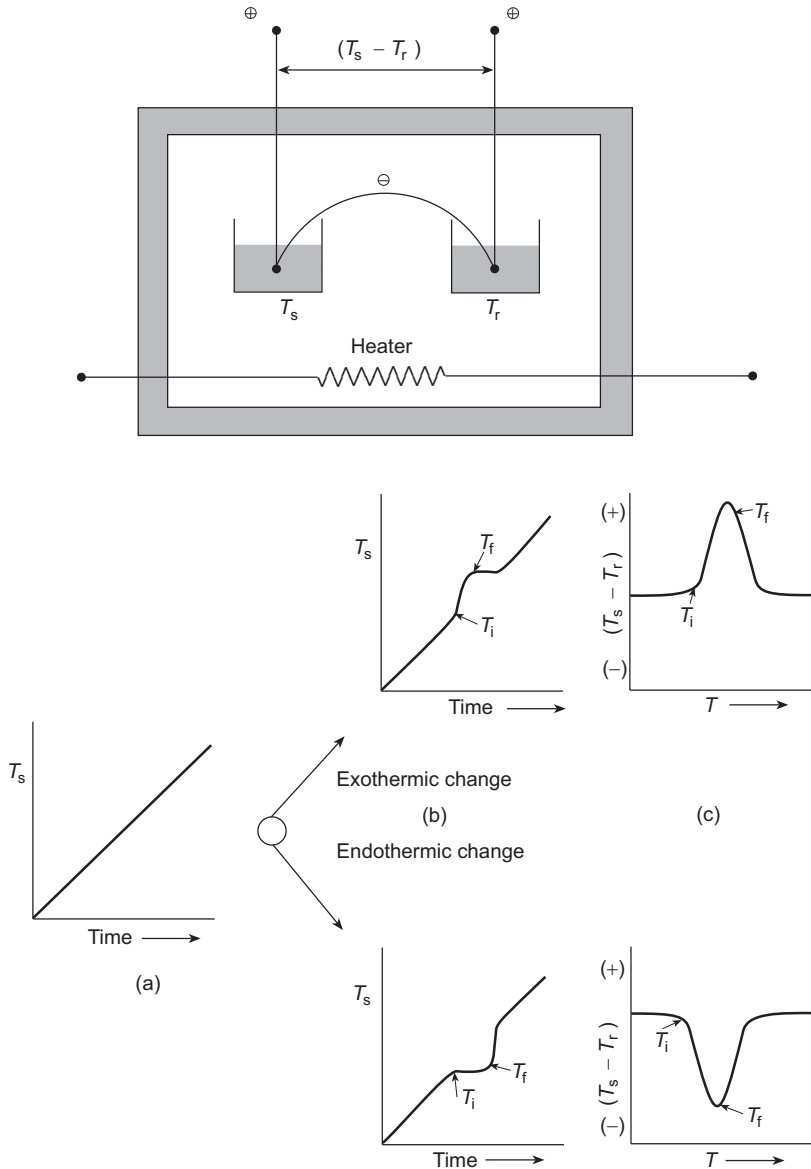 ⊕ ⊕
(Ts − Tr )
⊖
Ts Tr
Heater
Ts
Tf
Ti
Time
(+)
(Ts − Tr)
(−)
Tf
Ti
T
Ts
Time
(a)
Exothermic change
(b)
(c)
Endothermic change
Ts
Ti
Tf
Time
(+)
(Ts − Tr)
(−)
Ti
Tf
T